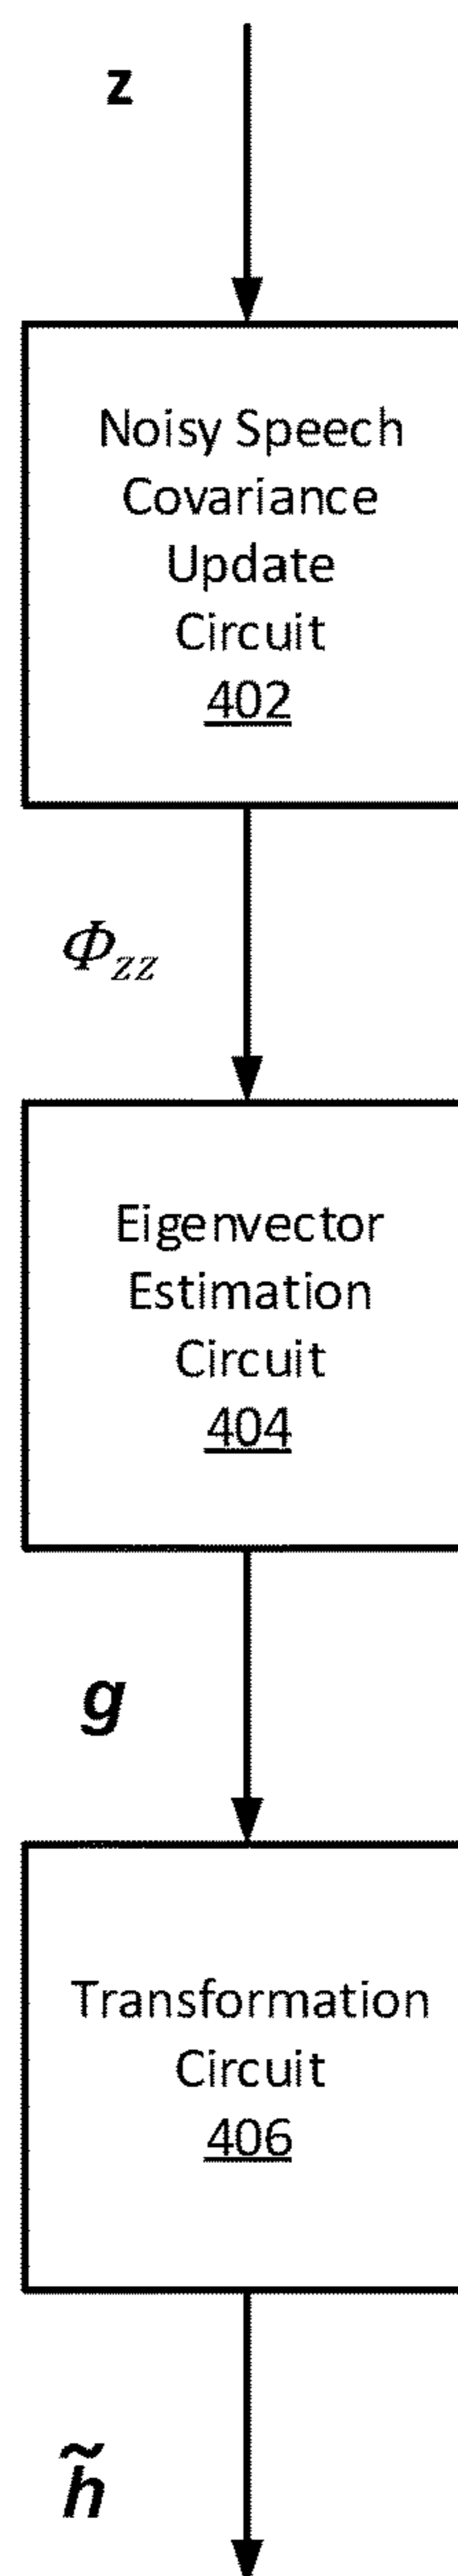 z
Noisy Speech
Covariance
Update
Circuit
402
Φzz
Eigenvector
Estimation
Circuit
404
g
Transformation
Circuit
406
h̃